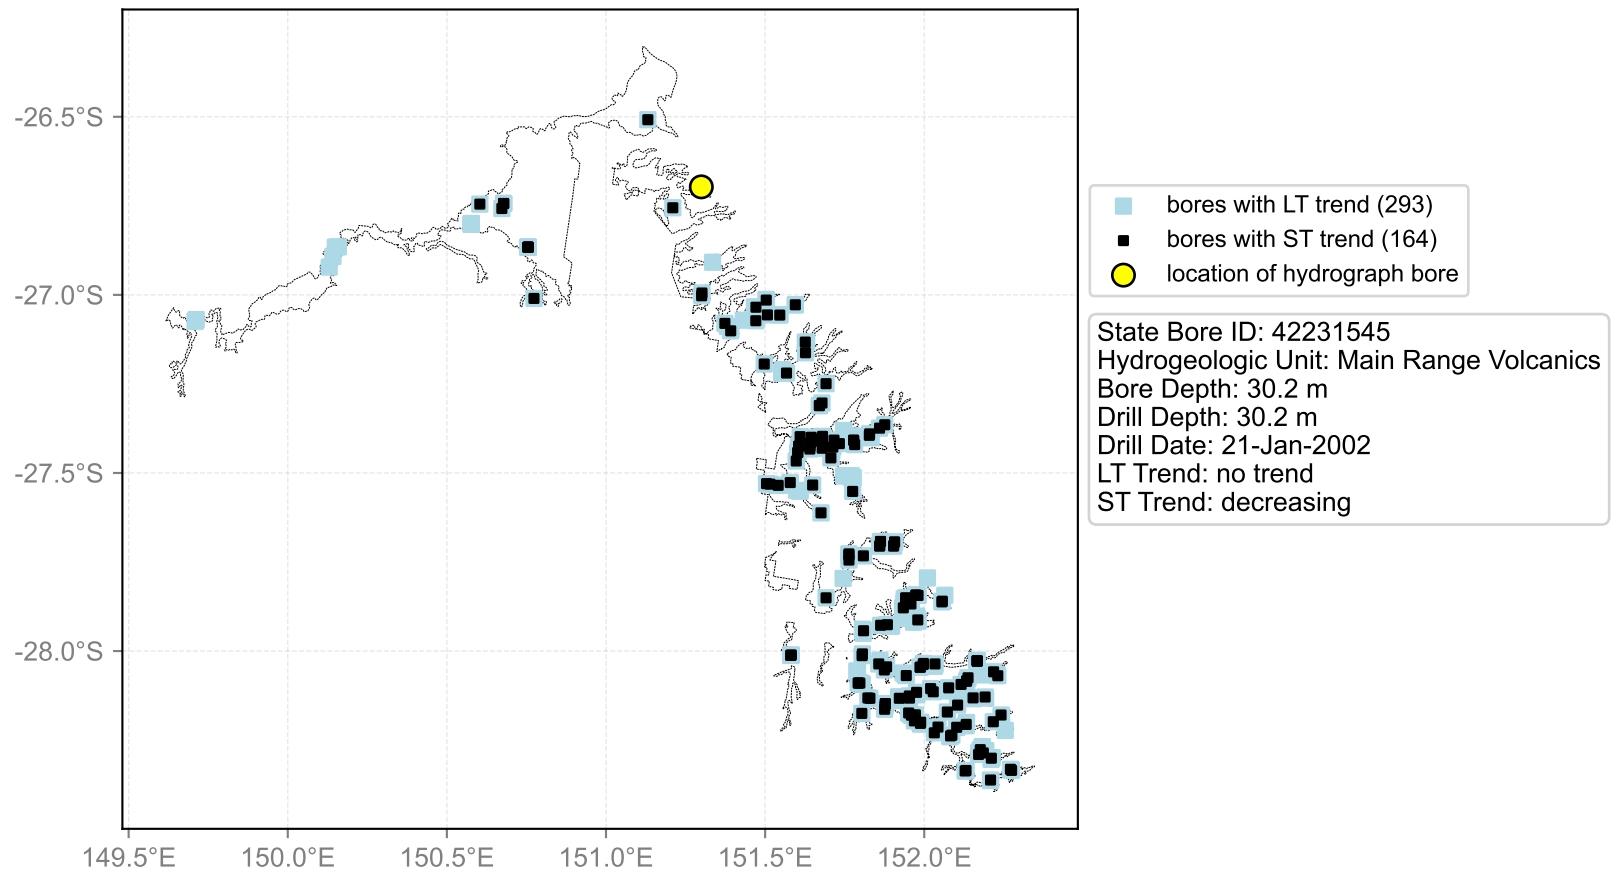 -26.5°S
-27.0°S
-27.5°S
-28.0°S
149.5°E 150.0°E 150.5°E 151.0°E 151.5°E 152.0°E
bores with LT trend (293)
bores with ST trend (164)
location of hydrograph bore
State Bore ID: 42231545
Hydrogeologic Unit: Main Range Volcanics
Bore Depth: 30.2 m
Drill Depth: 30.2 m
Drill Date: 21-Jan-2002
LT Trend: no trend
ST Trend: decreasing